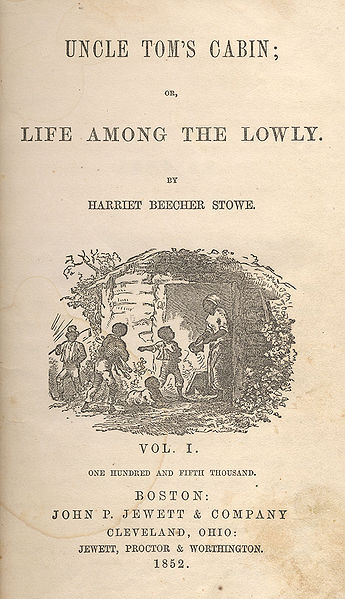 UNCLE TOM'S CABIN;
OR,
LIFE AMONG THE LOWLY.
BY
HARRIET BEECHER STOWE.
VOL. I.
ONE HUNDRED AND FIFTH THOUSAND.
BOSTON:
JOHN P. JEWETT & COMPANY
CLEVELAND, OHIO:
JEWETT, PROCTOR & WORTHINGTON.
1852.